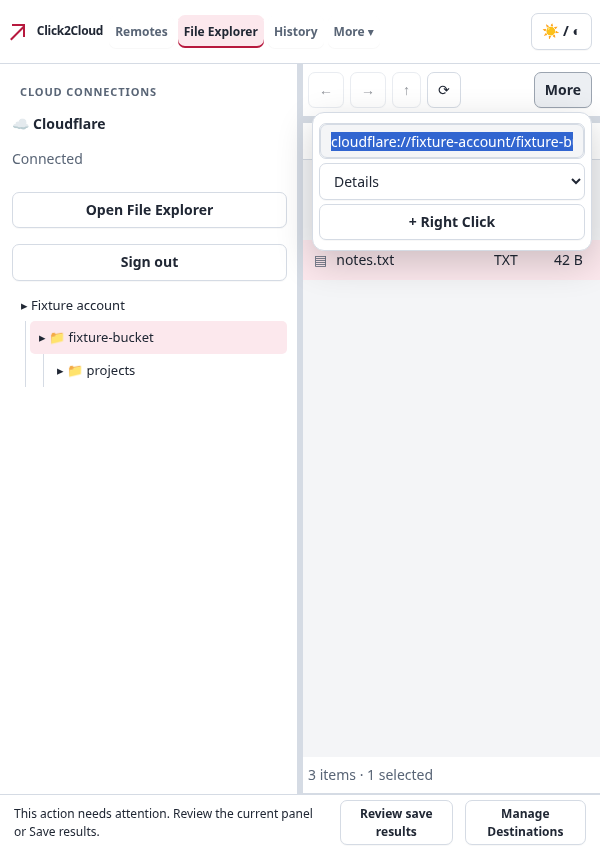 Click2Cloud Remotes File Explorer History More ▾ ☀️ / ◖
CLOUD CONNECTIONS
☁️ Cloudflare
Connected
Open File Explorer
Sign out
▸ Fixture account
▸ 📁 fixture-bucket
▸ 📁 projects
← → ↑ ⟳ More
cloudflare://fixture-account/fixture-b
Details
+ Right Click
notes.txt TXT 42 B
3 items · 1 selected
This action needs attention. Review the current panel
or Save results.
Review save
results
Manage
Destinations